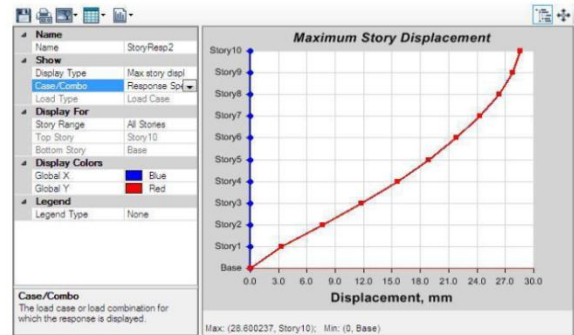 Name
Name StoryResp2
Show
Display Type Max story displ
Case/Combo Response Spe
Load Type Load Case
Display For
Story Range All Stories
Top Story Story10
Bottom Story Base
Display Colors
Global X Blue
Global Y Red
Legend
Legend Type None
Case/Combo
The load case or load combination for
which the response is displayed.
Maximum Story Displacement
Story10
Story9
Story8
Story7
Story6
Story5
Story4
Story3
Story2
Story1
Base
0.0 3.0 6.0 9.0 12.0 15.0 18.0 21.0 24.0 27.0 30.0
Displacement, mm
Max: (28.600237, Story10); Min: (0, Base)